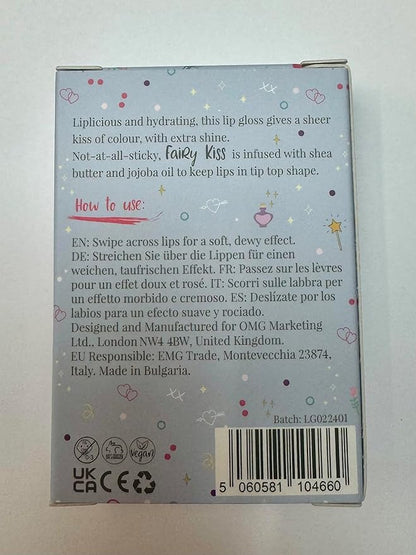 Liplicious and hydrating, this lip gloss gives a sheer
kiss of colour, with extra shine.
Not-at-all-sticky, Fairy Kiss is infused with shea
butter and jojoba oil to keep lips in tip top shape.
How to use:
EN: Swipe across lips for a soft, dewy effect.
DE: Streichen Sie über die Lippen für einen
weichen, taufrischen Effekt. FR: Passez sur les lèvres
pour un effet doux et rosé. IT: Scorri sulle labbra per
un effetto morbido e cremoso. ES: Deslízate por los
labios para un efecto suave y rociado.
Designed and Manufactured for OMG Marketing
Ltd., London NW4 4BW, United Kingdom.
EU Responsible: EMG Trade, Montevecchia 23874,
Italy. Made in Bulgaria.
Batch: LG022401
0-3
vegan
UK
CA CE
5 060581 104660